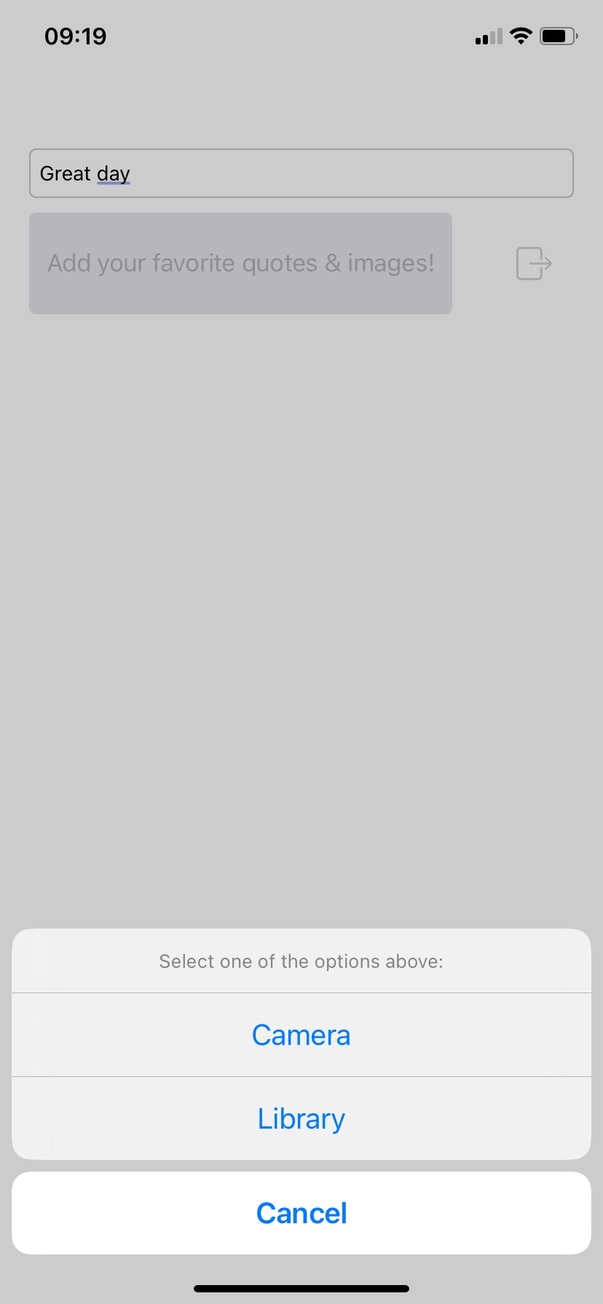 09:19
Great day
Add your favorite quotes & images!
Select one of the options above:
Camera
Library
Cancel